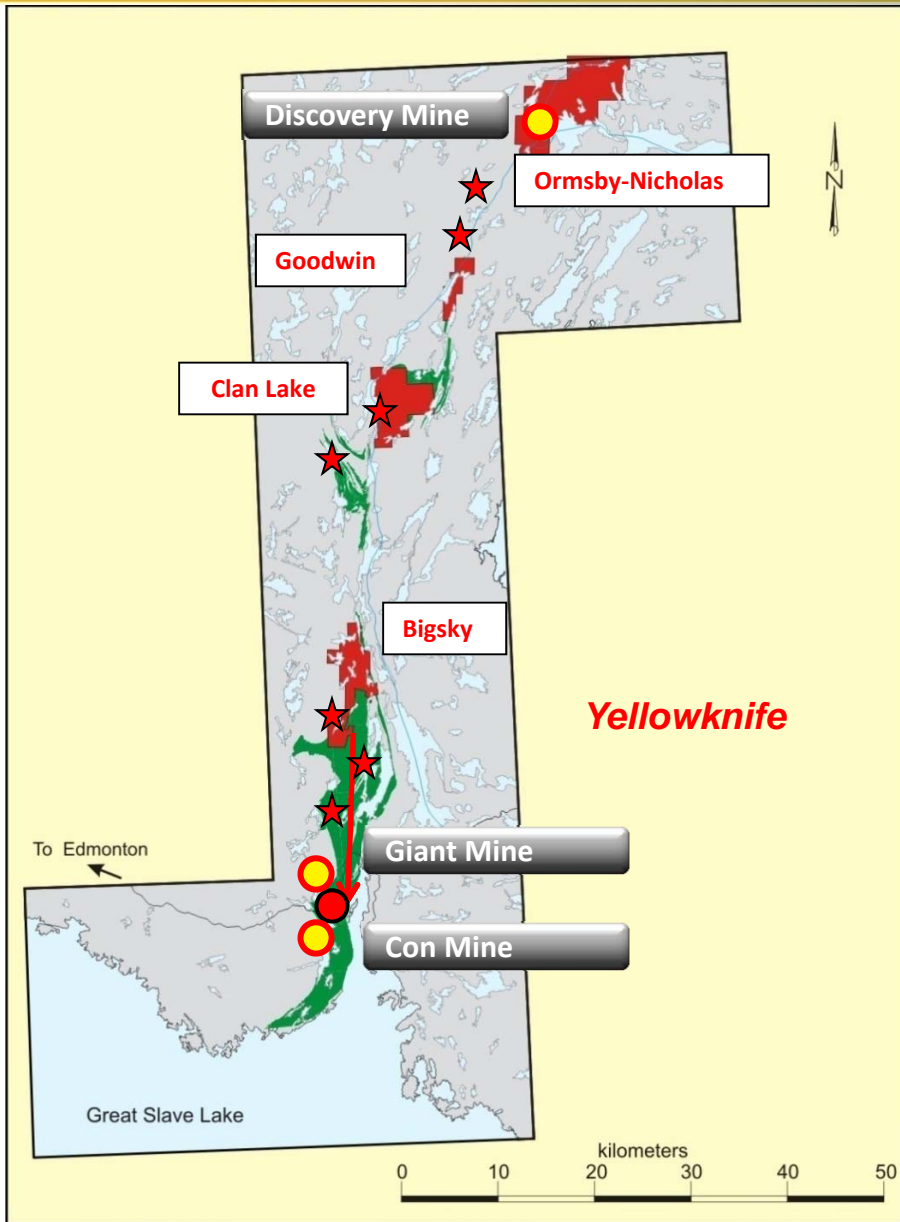 Discovery Mine
Ormsby-Nicholas
N
Goodwin
Clan Lake
Bigsky
Yellowknife
To Edmonton
Giant Mine
Con Mine
Great Slave Lake
kilometers
0 10 20 30 40 50